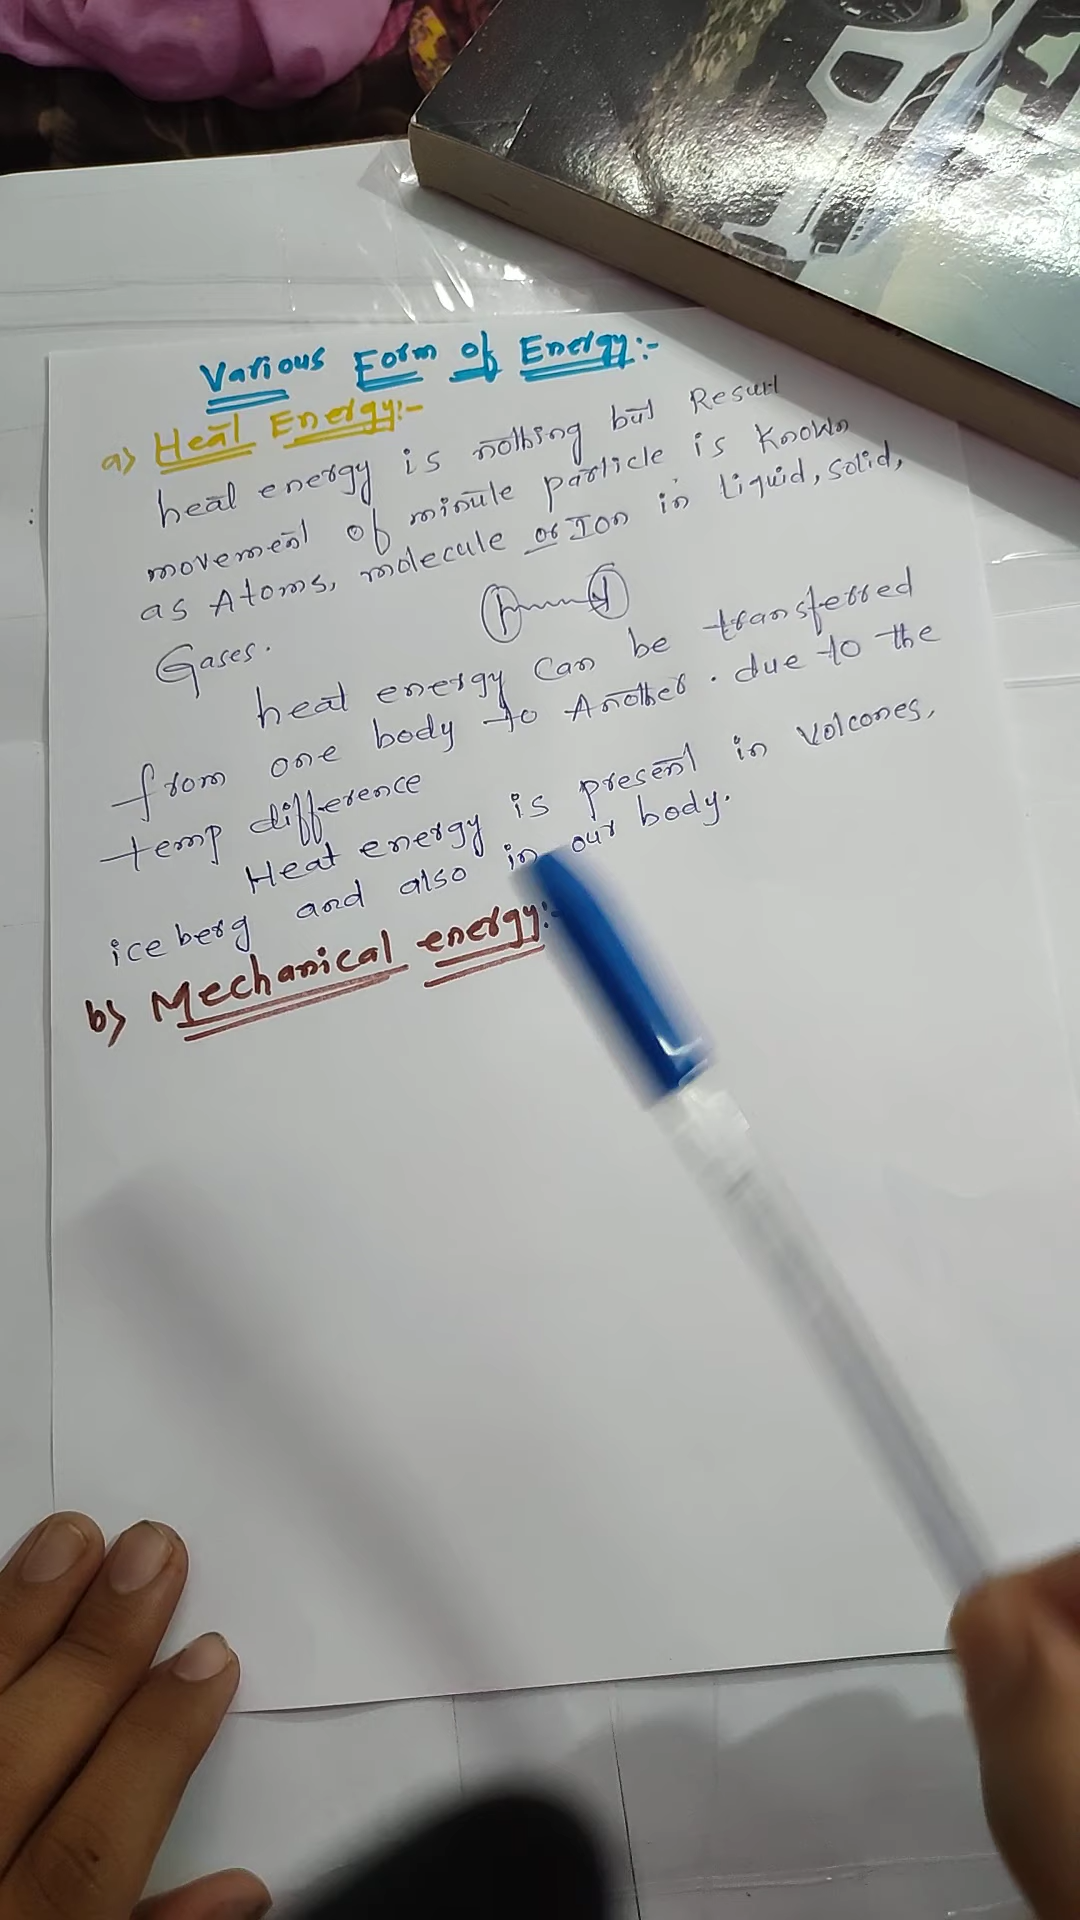 Various Form of Energy:-
a) Heat Energy:-
heat energy is nothing but Result
movement of minute particle is Known
as Atoms, molecule or Ion in liquid, solid,
Gases.
heat energy Can be transferred
from one body to Another. due to the
temp difference
Heat energy is present in Volcones,
ice berg and also in our body.
b) Mechanical energy:-